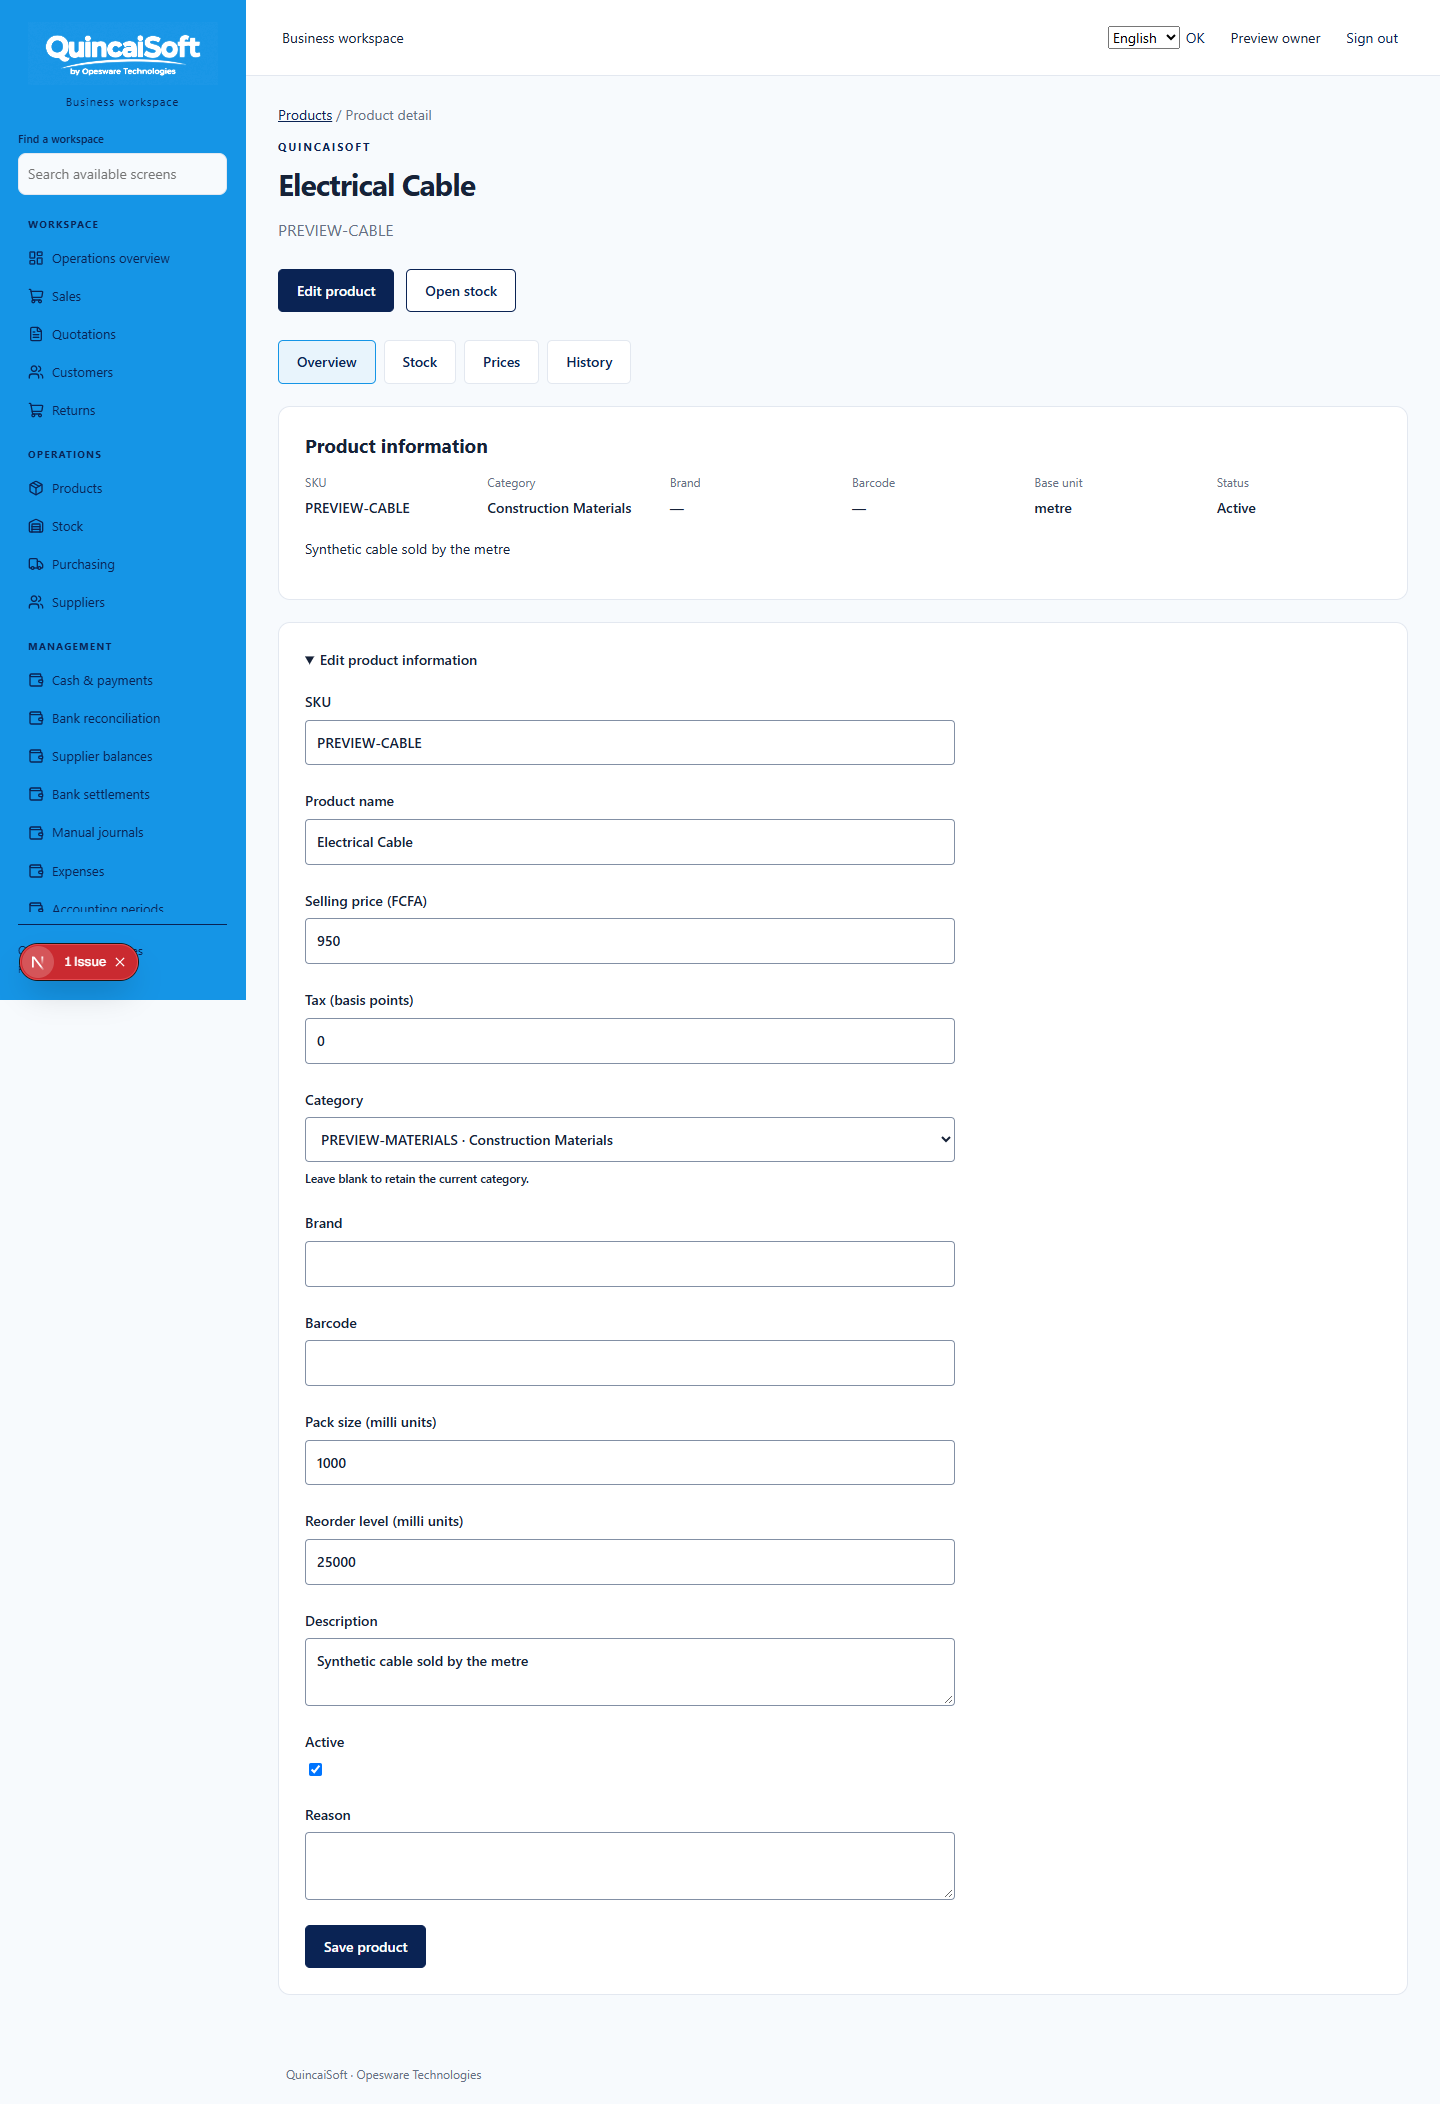 QuincaiSoft
by Opesware Technologies
Business workspace
Find a workspace
Search available screens
WORKSPACE
Operations overview
Sales
Quotations
Customers
Returns
OPERATIONS
Products
Stock
Purchasing
Suppliers
MANAGEMENT
Cash & payments
Bank reconciliation
Supplier balances
Bank settlements
Manual journals
Expenses
Accounting periods
1 Issue
Business workspace
English OK Preview owner Sign out
Products / Product detail
QUINCAISOFT
Electrical Cable
PREVIEW-CABLE
Edit product Open stock
Overview Stock Prices History
Product information
SKU Category Brand Barcode Base unit Status
PREVIEW-CABLE Construction Materials — — metre Active
Synthetic cable sold by the metre
Edit product information
SKU
PREVIEW-CABLE
Product name
Electrical Cable
Selling price (FCFA)
950
Tax (basis points)
0
Category
PREVIEW-MATERIALS · Construction Materials
Leave blank to retain the current category.
Brand
Barcode
Pack size (milli units)
1000
Reorder level (milli units)
25000
Description
Synthetic cable sold by the metre
Active
Reason
Save product
QuincaiSoft · Opesware Technologies